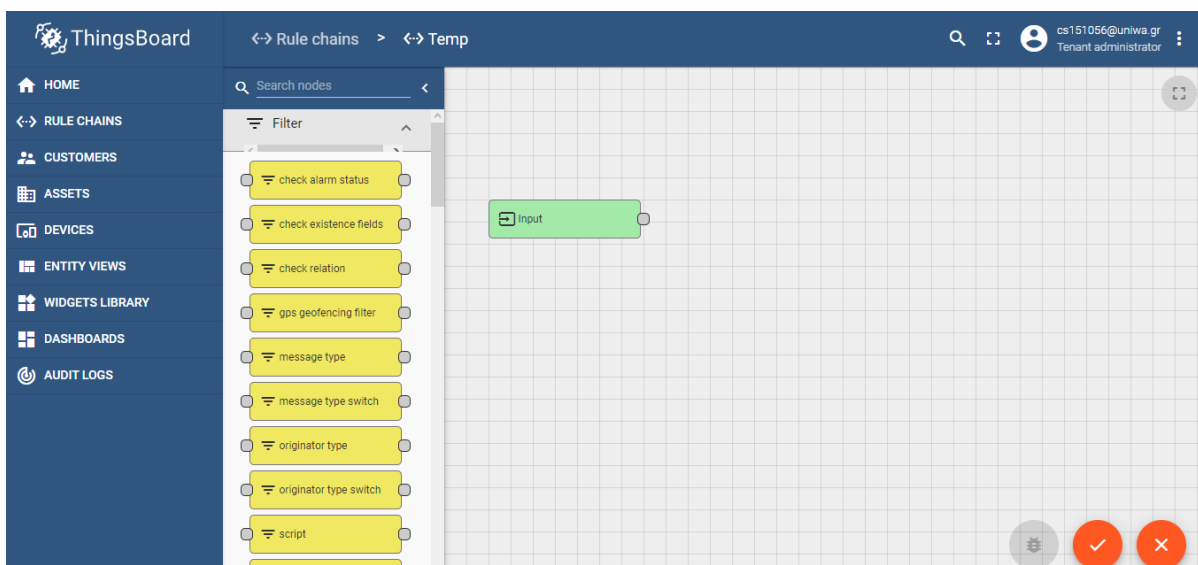 ThingsBoard
Rule chains > Temp
cs151056@uniwa.gr
Tenant administrator
HOME
RULE CHAINS
CUSTOMERS
ASSETS
DEVICES
ENTITY VIEWS
WIDGETS LIBRARY
DASHBOARDS
AUDIT LOGS
Search nodes
Filter
check alarm status
check existence fields
check relation
gps geofencing filter
message type
message type switch
originator type
originator type switch
script
Input